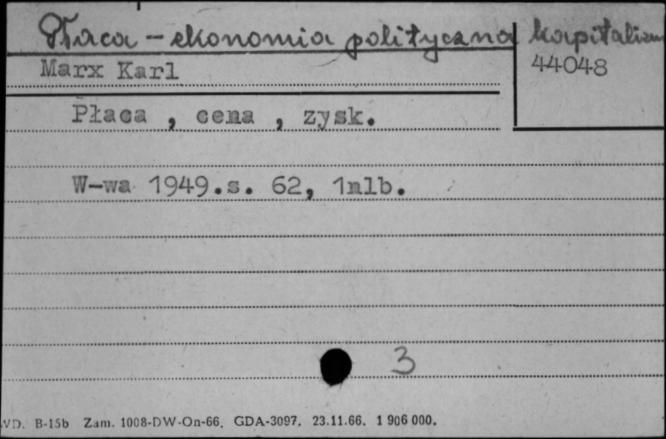 Płaca - ekonomia polityczna kapitalizm
Marx Karl
44048
Płaca , cena , zysk.
W-wa 1949.s. 62, 1nlb.
3
WD. B-15b Zam. 1008-DW-On-66. GDA-3097. 23.11.66. 1 906 000.